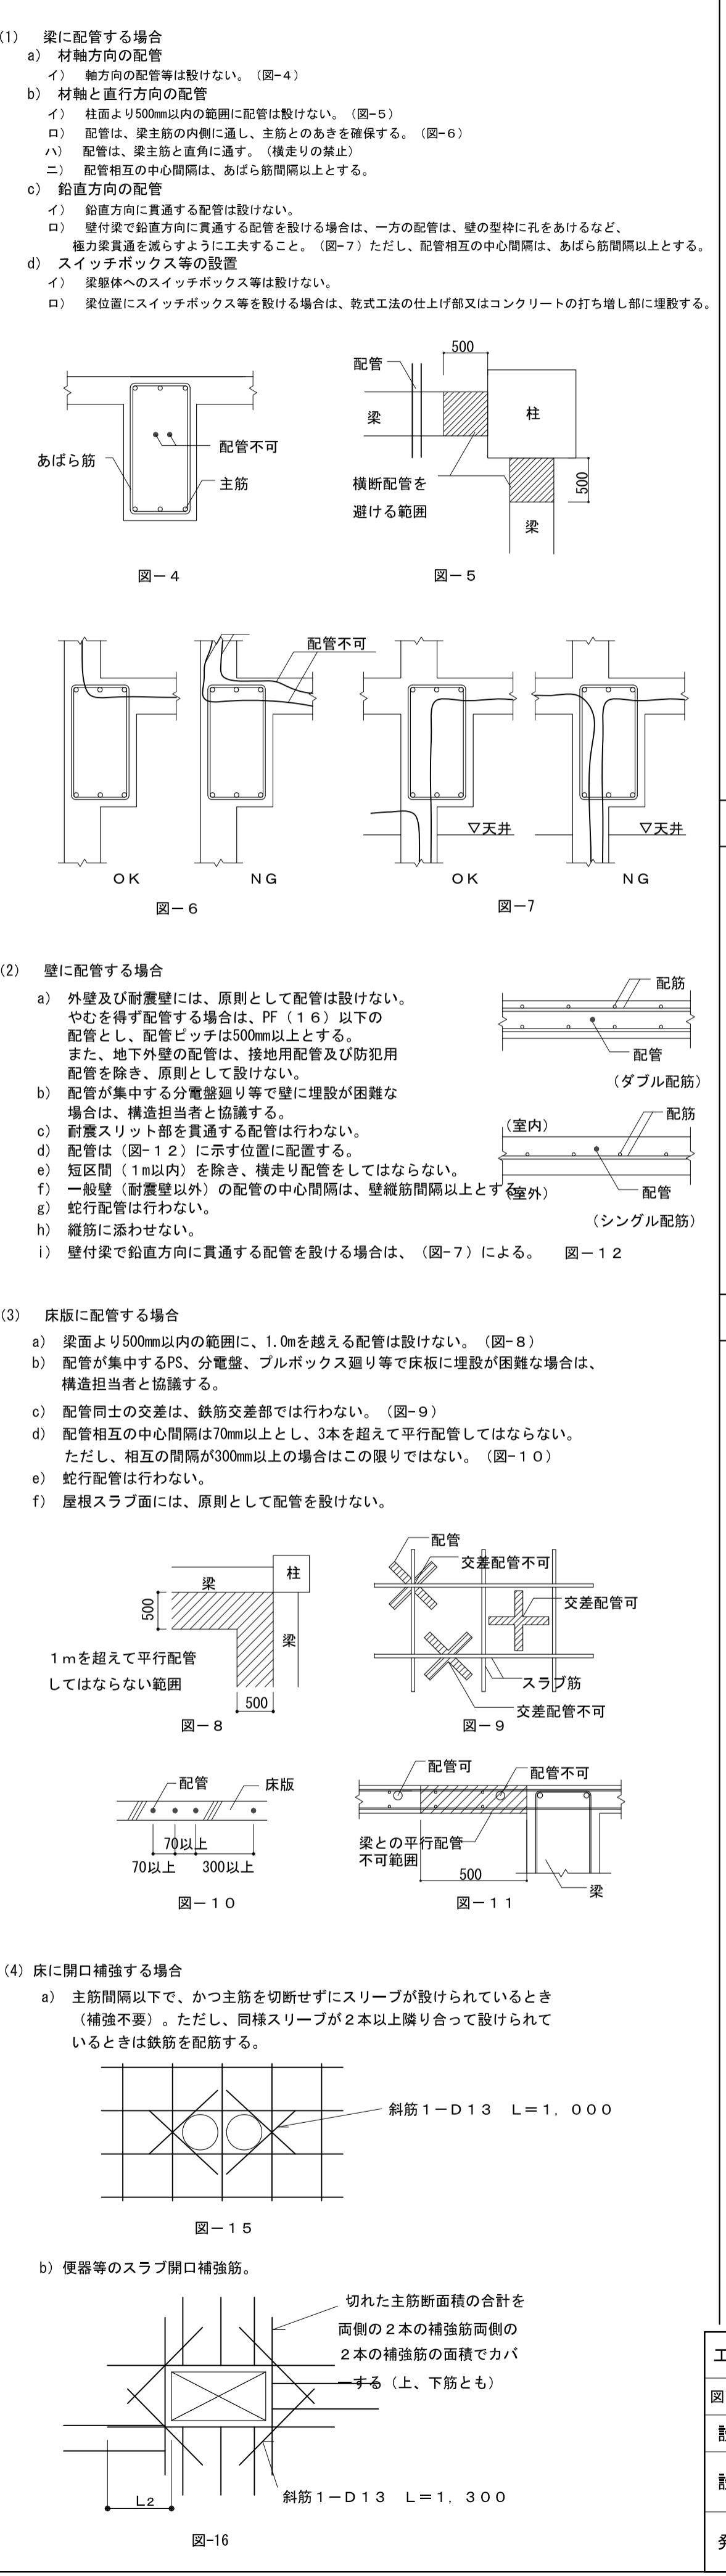 (1)　梁に配管する場合
a)　材軸方向の配管
イ)　軸方向の配管等は設けない。(図-４)
b)　材軸と直行方向の配管
イ)　柱面より500mm以内の範囲に配管は設けない。(図-５)
ロ)　配管は、梁主筋の内側に通し、主筋とのあきを確保する。(図-６)
ハ)　配管は、梁主筋と直角に通す。(横走りの禁止)
ニ)　配管相互の中心間隔は、あばら筋間隔以上とする。
c)　鉛直方向の配管
イ)　鉛直方向に貫通する配管は設けない。
ロ)　壁付梁で鉛直方向に貫通する配管を設ける場合は、一方の配管は、壁の型枠に孔をあけるなど、
極力梁貫通を減らすように工夫すること。(図-７)ただし、配管相互の中心間隔は、あばら筋間隔以上とする。
d)　スイッチボックス等の設置
イ)　梁躯体へのスイッチボックス等は設けない。
ロ)　梁位置にスイッチボックス等を設ける場合は、乾式工法の仕上げ部又はコンクリートの打ち増し部に埋設する。
あばら筋
配管不可
主筋
図－４
500
配管
梁
柱
横断配管を
避ける範囲
500
梁
図－５
配管不可
ＯＫ
ＮＧ
図－６
▽天井
▽天井
ＯＫ
ＮＧ
図－7
(2)　壁に配管する場合
a)　外壁及び耐震壁には、原則として配管は設けない。
やむを得ず配管する場合は、PF（１６）以下の
配管とし、配管ピッチは500mm以上とする。
また、地下外壁の配管は、接地用配管及び防犯用
配管を除き、原則として設けない。
b)　配管が集中する分電盤廻り等で壁に埋設が困難な
場合は、構造担当者と協議する。
c)　耐震スリット部を貫通する配管は行わない。
d)　配管は（図-１２）に示す位置に配置する。
e)　短区間（１m以内）を除き、横走り配管をしてはならない。
f)　一般壁（耐震壁以外）の配管の中心間隔は、壁縦筋間隔以上とする。
g)　蛇行配管は行わない。
h)　縦筋に添わせない。
i)　壁付梁で鉛直方向に貫通する配管を設ける場合は、（図-７）による。
配筋
配管
（ダブル配筋）
（室内）
配筋
（室外）
配管
（シングル配筋）
図－１２
(3)　床版に配管する場合
a)　梁面より500mm以内の範囲に、1.0mを越える配管は設けない。（図-８）
b)　配管が集中するPS、分電盤、プルボックス廻り等で床板に埋設が困難な場合は、
構造担当者と協議する。
c)　配管同士の交差は、鉄筋交差部では行わない。（図-９）
d)　配管相互の中心間隔は70mm以上とし、3本を超えて平行配管してはならない。
ただし、相互の間隔が300mm以上の場合はこの限りではない。（図-１０）
e)　蛇行配管は行わない。
f)　屋根スラブ面には、原則として配管を設けない。
梁
柱
500
梁
１ｍを超えて平行配管
してはならない範囲
500
図－８
配管
交差配管不可
交差配管可
スラブ筋
交差配管不可
図－９
配管
床版
70以上
70以上
300以上
図－１０
配管可
配管不可
梁との平行配管
不可範囲
500
梁
図－１１
(4) 床に開口補強する場合
a)　主筋間隔以下で、かつ主筋を切断せずにスリーブが設けられているとき
（補強不要）。ただし、同様スリーブが２本以上隣り合って設けられて
いるときは鉄筋を配筋する。
斜筋１－Ｄ１３　Ｌ＝１，０００
図－１５
b) 便器等のスラブ開口補強筋。
切れた主筋断面積の合計を
両側の２本の補強筋両側の
２本の補強筋の面積でカバ
ーする（上、下筋とも）
L2
斜筋１－Ｄ１３　Ｌ＝１，３００
図-16
図